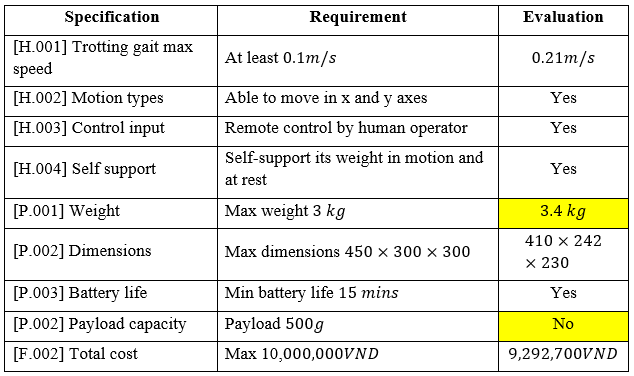 Specification Requirement Evaluation
[H.001] Trotting gait max
speed
At least 0.1m/s 0.21m/s
[H.002] Motion types Able to move in x and y axes Yes
[H.003] Control input Remote control by human operator Yes
[H.004] Self support
Self-support its weight in motion and
at rest
Yes
[P.001] Weight Max weight 3 kg 3.4 kg
[P.002] Dimensions Max dimensions 450 × 300 × 300
410 × 242
× 230
[P.003] Battery life Min battery life 15 mins Yes
[P.002] Payload capacity Payload 500g No
[F.002] Total cost Max 10,000,000VND 9,292,700VND